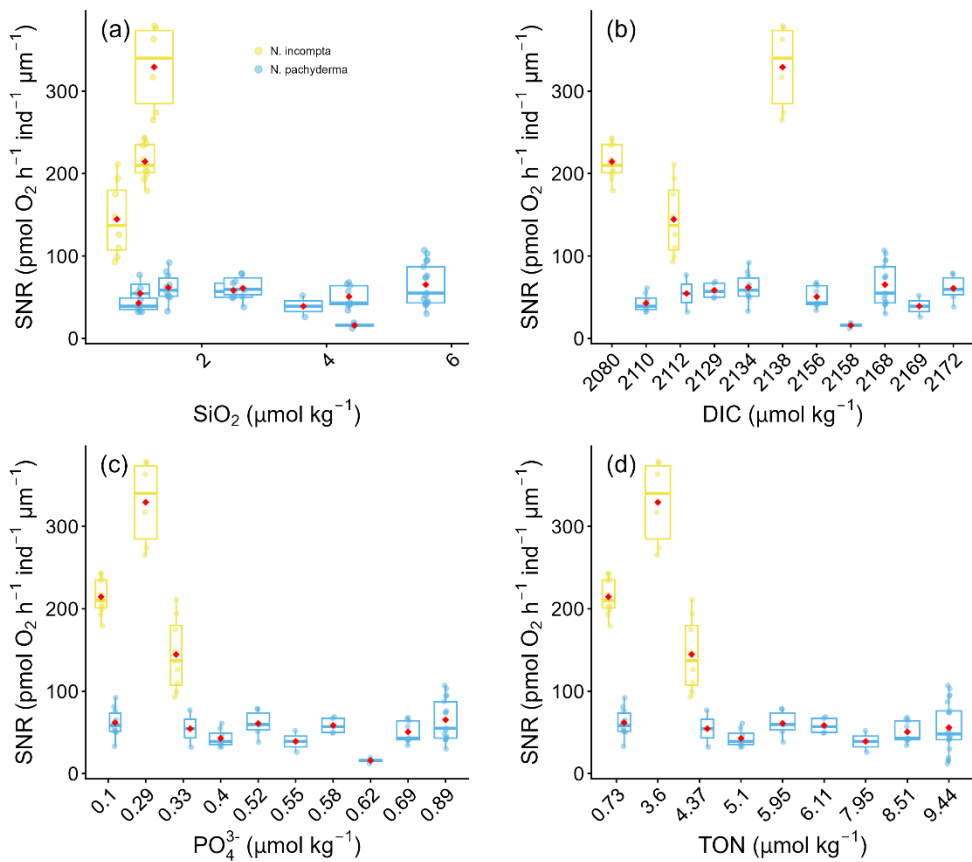 (a)
N. incompta
N. pachyderma
SNR (pmol O₂ h⁻¹ ind⁻¹ μm⁻¹)
300
200
100
0
2 4 6
SiO₂ (μmol kg⁻¹)
(b)
SNR (pmol O₂ h⁻¹ ind⁻¹ μm⁻¹)
300
200
100
0
2080 2110 2112 2129 2134 2138 2156 2158 2168 2169 2172
DIC (μmol kg⁻¹)
(c)
SNR (pmol O₂ h⁻¹ ind⁻¹ μm⁻¹)
300
200
100
0
0.1 0.29 0.33 0.4 0.52 0.55 0.58 0.62 0.69 0.89
PO₄³⁻ (μmol kg⁻¹)
(d)
SNR (pmol O₂ h⁻¹ ind⁻¹ μm⁻¹)
300
200
100
0
0.73 3.6 4.37 5.1 5.95 6.11 7.95 8.51 9.44
TON (μmol kg⁻¹)